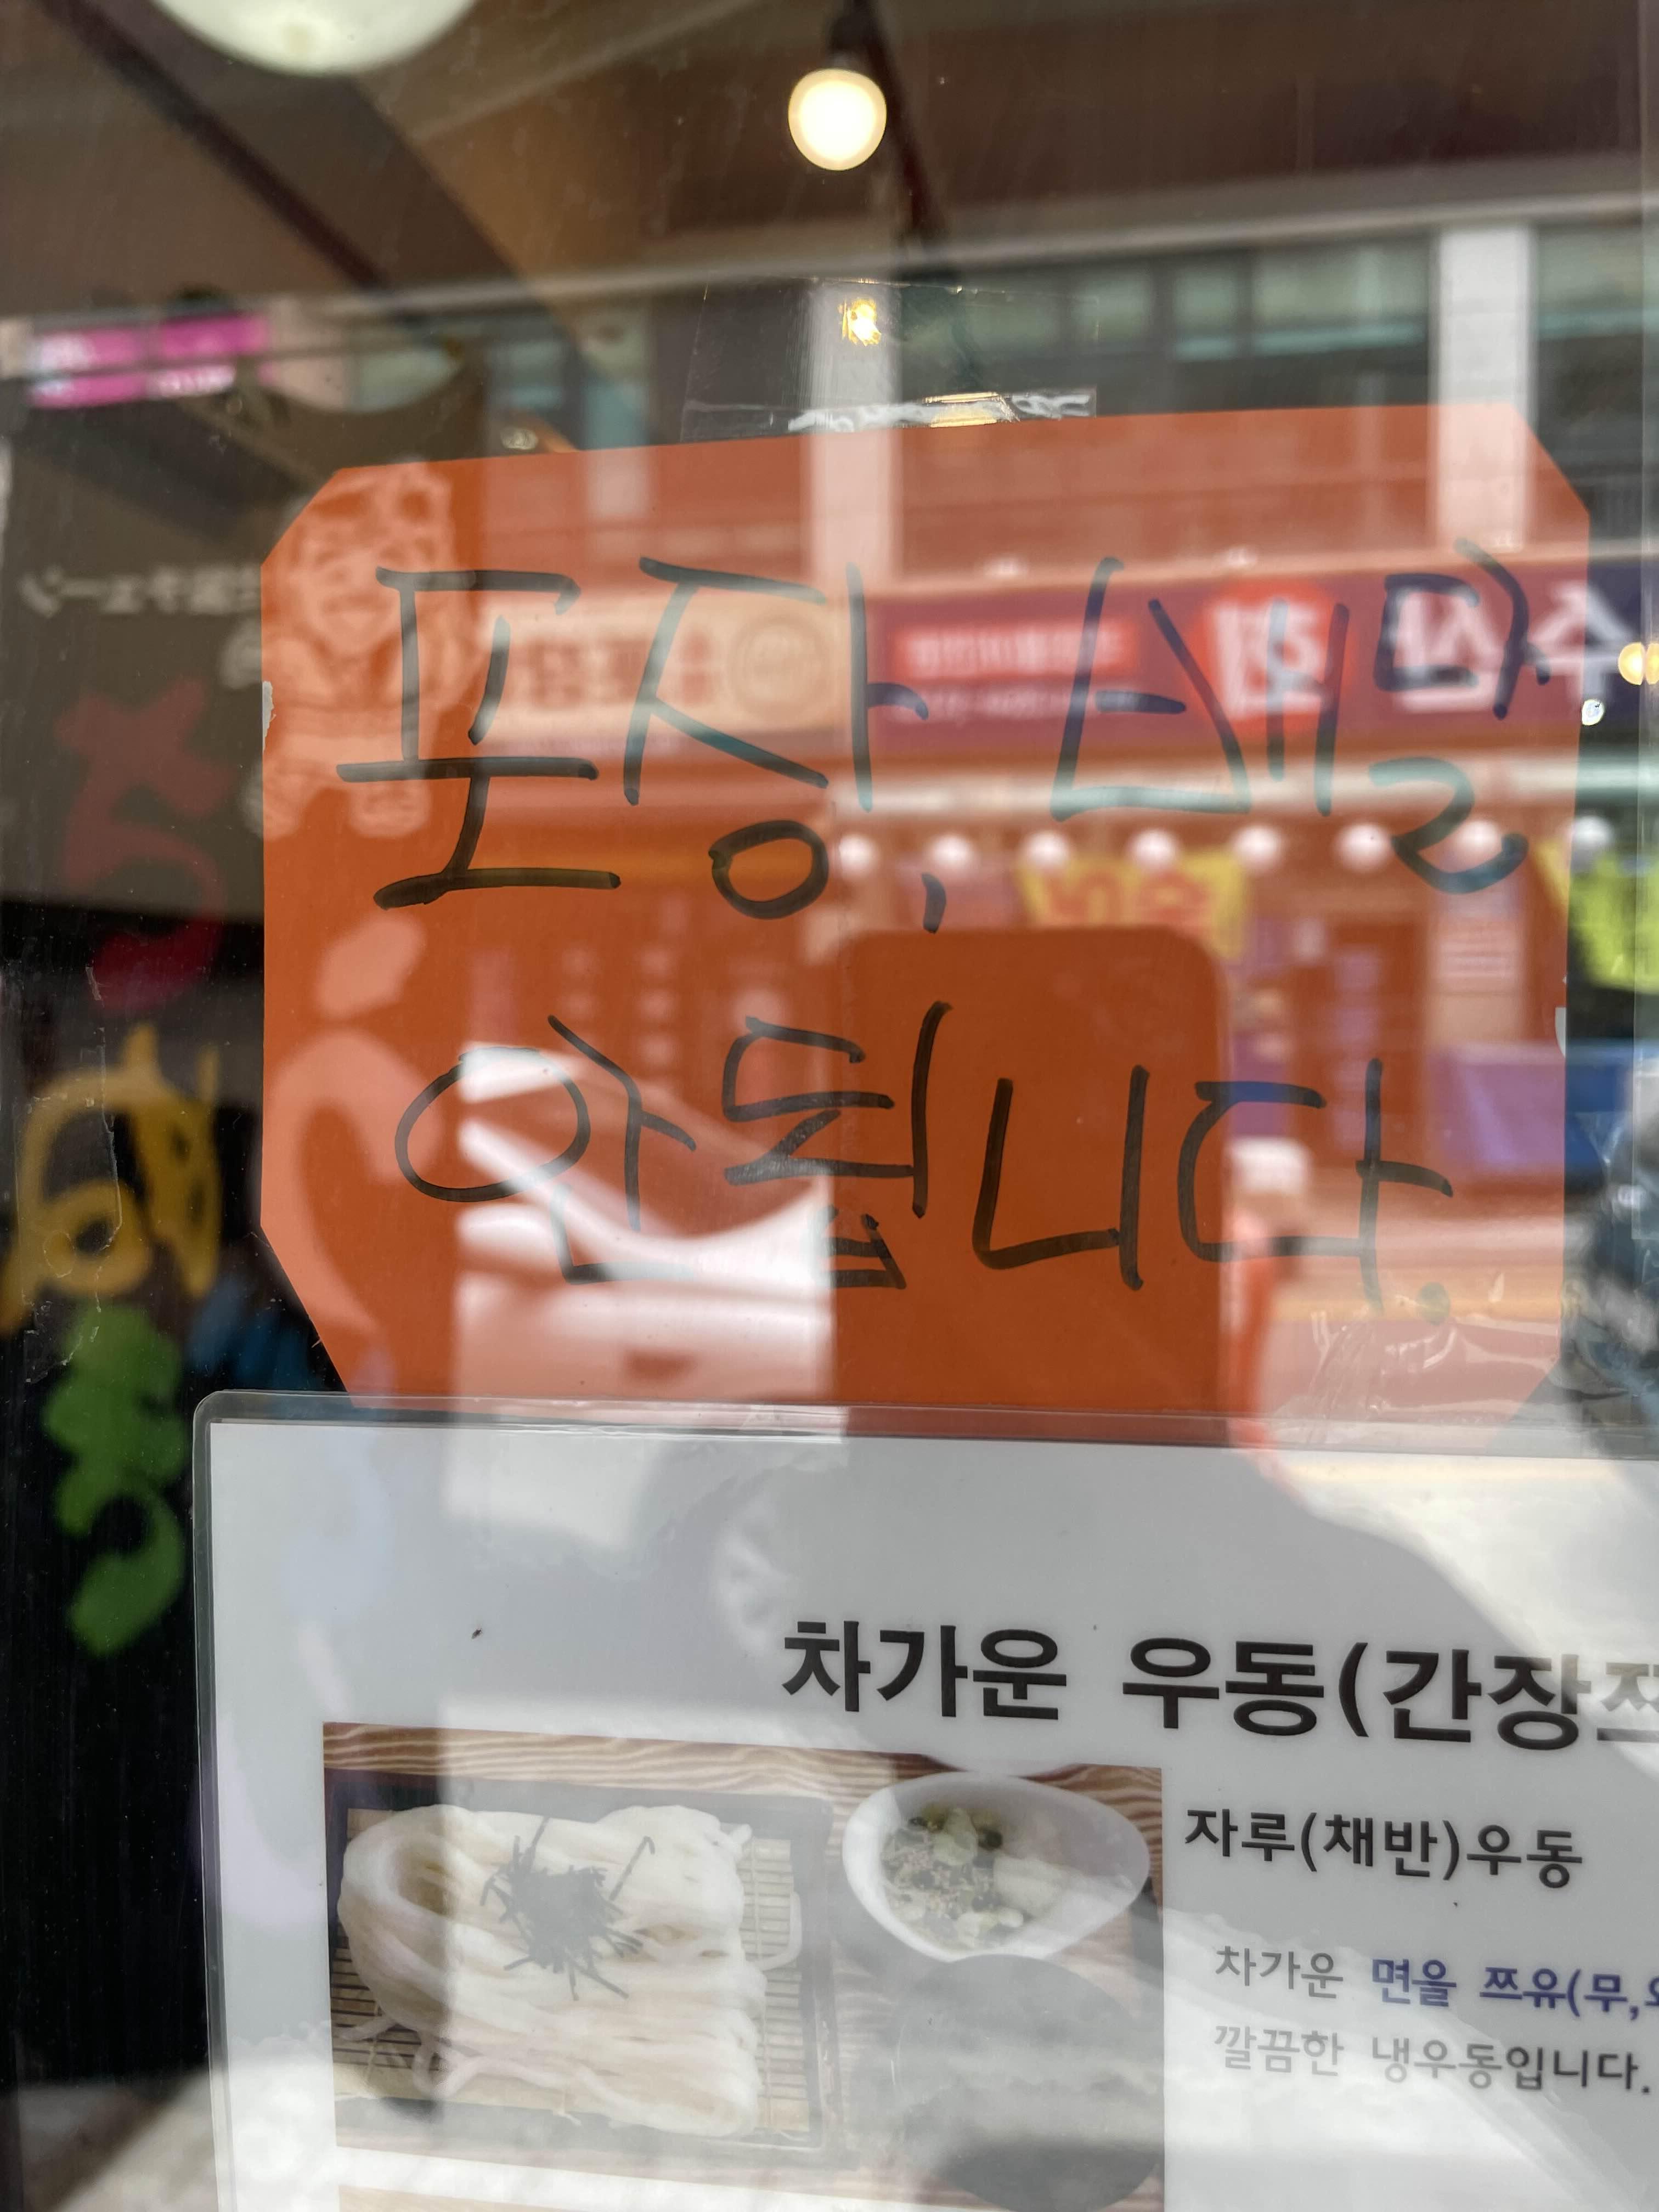 포장, 배달
안됩니다.
차가운 우동(간장
자루(채반)우동
차가운 면을 쯔유(무,
깔끔한 냉우동입니다.